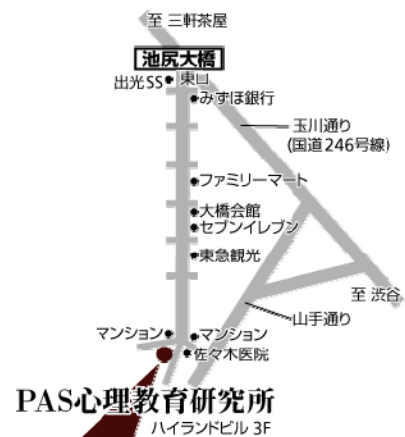 至 三軒茶屋
池尻大橋
出光SS
東口
みずほ銀行
玉川通り
(国道246号線)
ファミリーマート
大橋会館
セブンイレブン
東急観光
至 渋谷
山手通り
マンション
マンション
佐々木医院
PAS心理教育研究所
ハイランドビル 3F